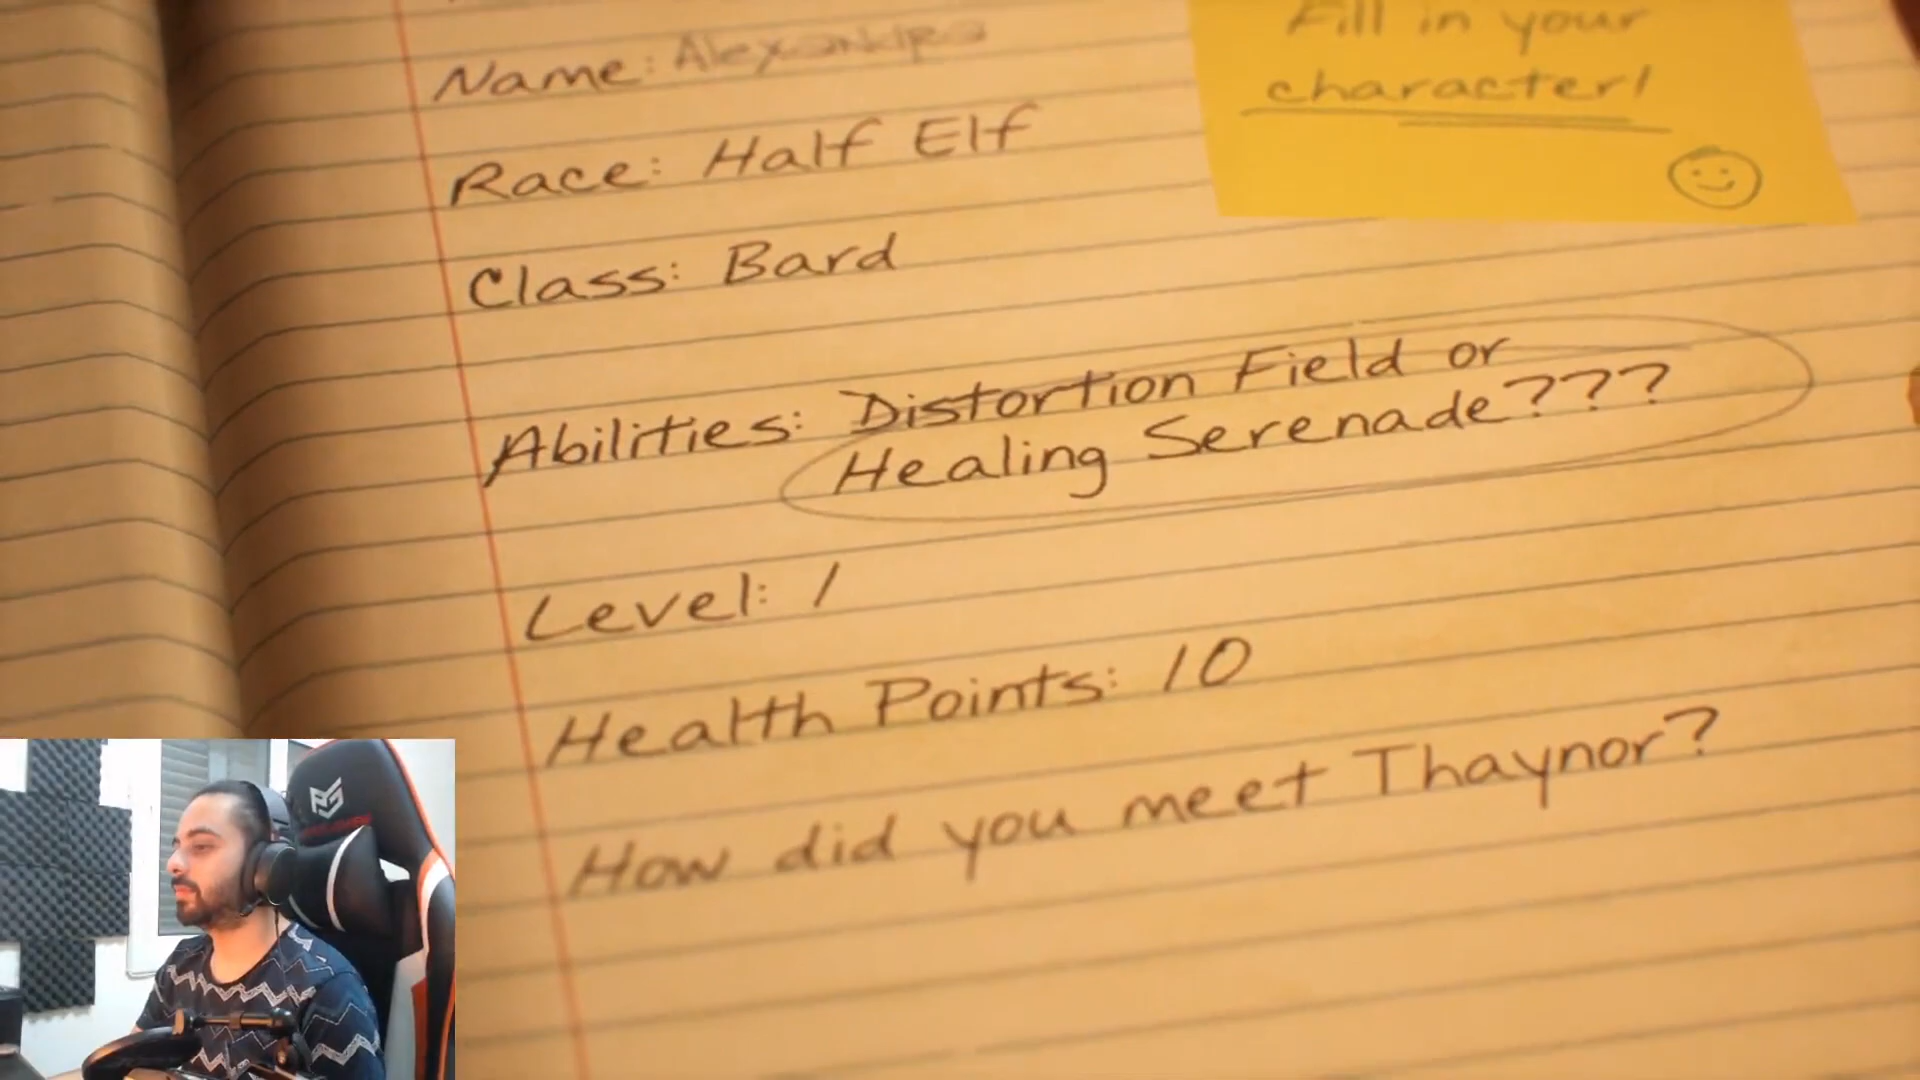 Fill in your
character!
Name: Alexandra
Race: Half Elf
Class: Bard
Abilities: Distortion Field or
Healing Serenade???
Level: 1
Health Points: 10
How did you meet Thaynor?